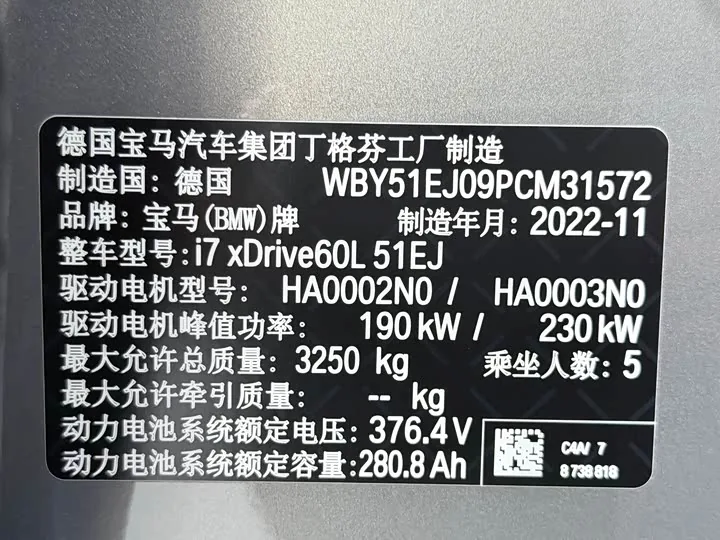 德国宝马汽车集团丁格芬工厂制造
制造国: 德国 WBY51EJ09PCM31572
品牌: 宝马(BMW)牌 制造年月: 2022-11
整车型号: i7 xDrive60L 51EJ
驱动电机型号: HA0002N0 / HA0003N0
驱动电机峰值功率: 190 kW / 230 kW
最大允许总质量: 3250 kg 乘坐人数: 5
最大允许牵引质量: -- kg
动力电池系统额定电压: 376.4 V
动力电池系统额定容量: 280.8 Ah
C4A/ 7
8 738 818